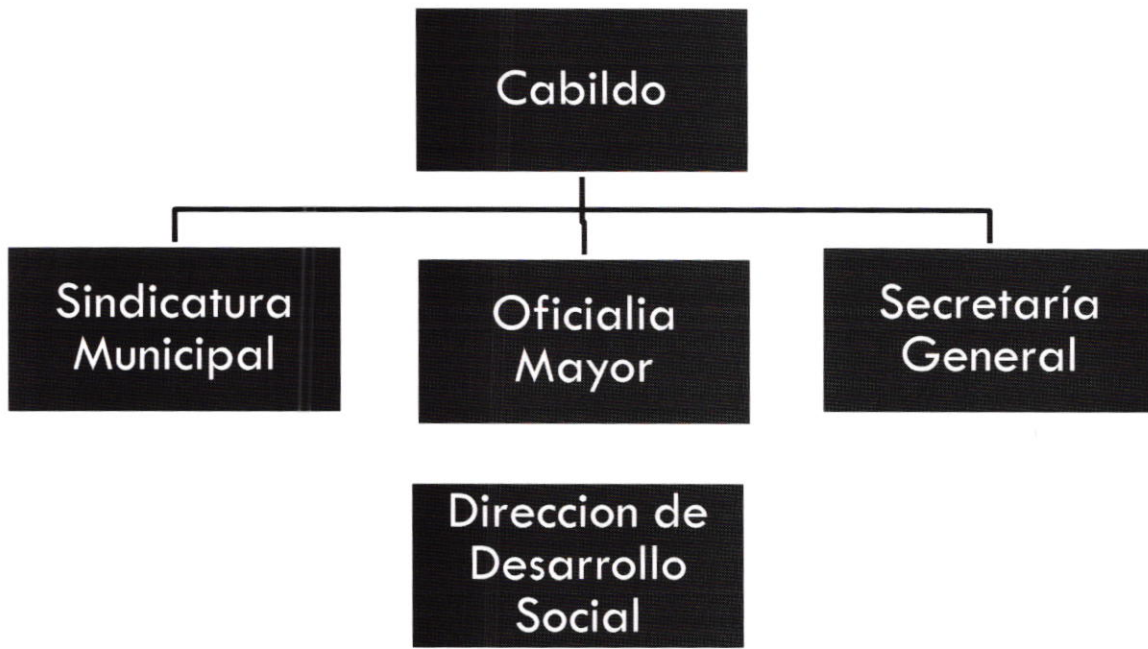 Cabildo
Sindicatura
Municipal
Oficialia
Mayor
Secretaría
General
Direccion de
Desarrollo
Social